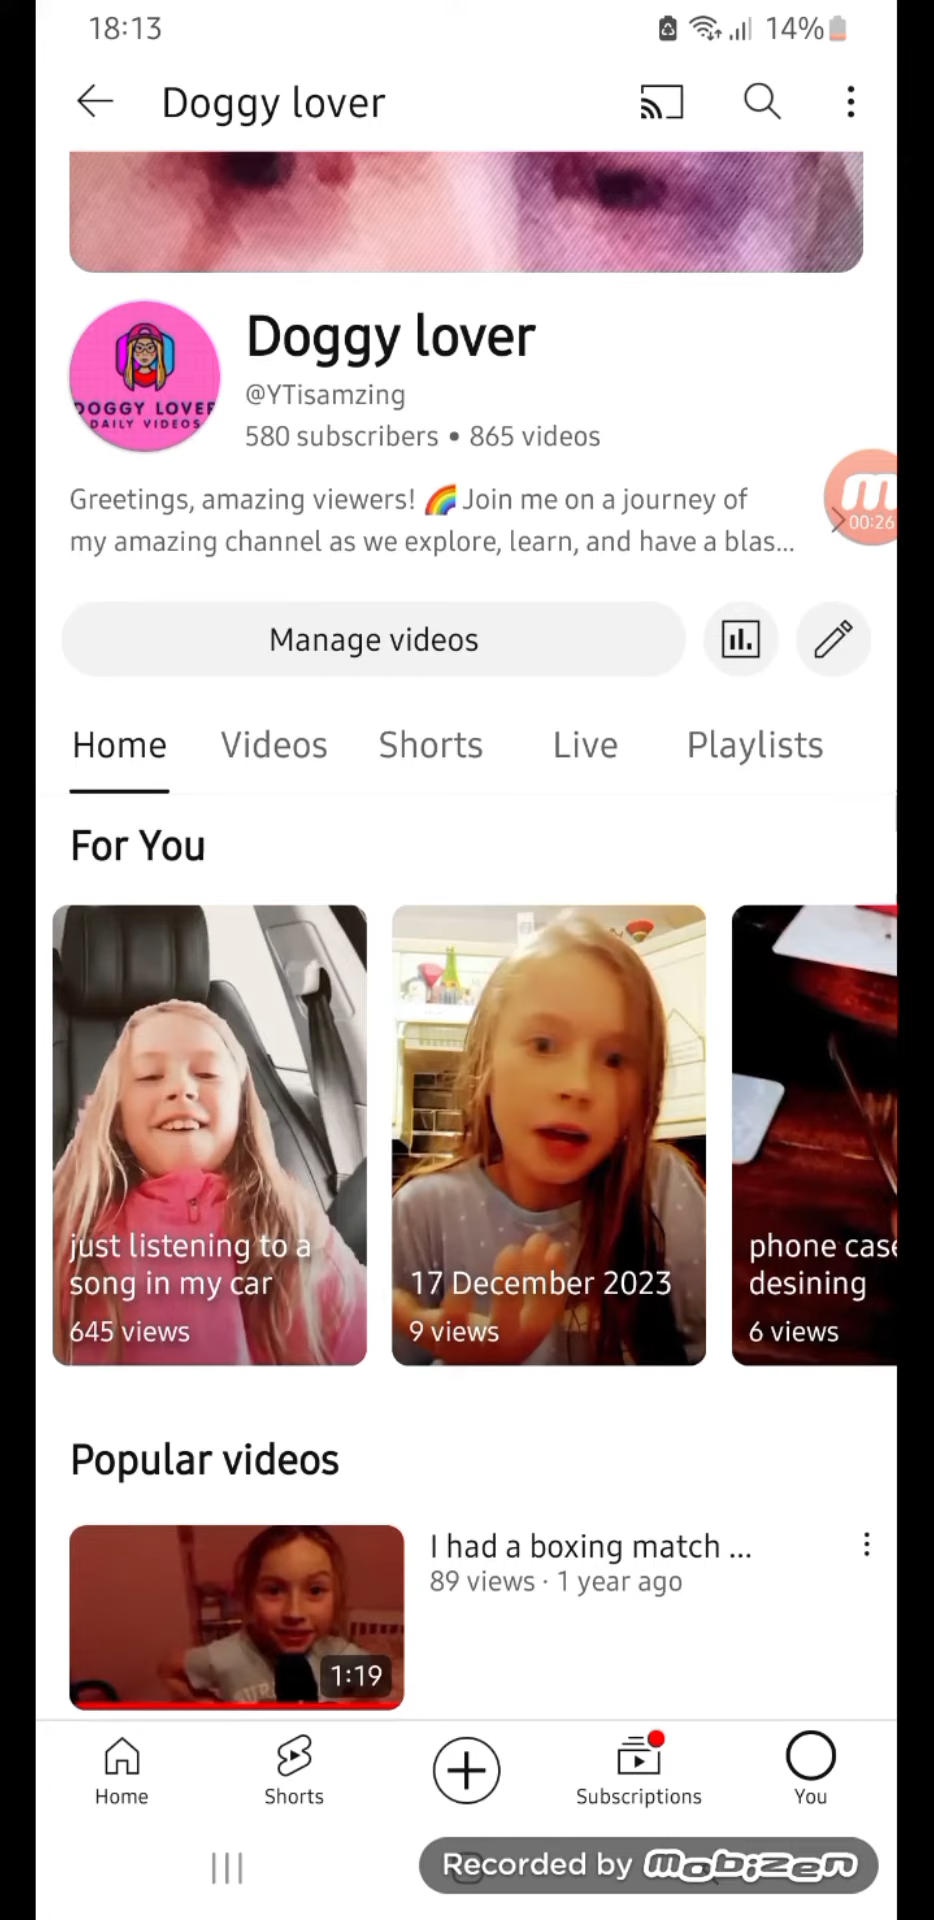 18:13
14%
Doggy lover
DOGGY LOVER
DAILY VIDEOS
Doggy lover
@YTisamzing
580 subscribers • 865 videos
Greetings, amazing viewers! 🌈 Join me on a journey of
my amazing channel as we explore, learn, and have a blas...
m
00:26
Manage videos
Home
Videos
Shorts
Live
Playlists
For You
just listening to a
song in my car
645 views
17 December 2023
9 views
phone case
desining
6 views
Popular videos
I had a boxing match ...
89 views · 1 year ago
1:19
Home
Shorts
Subscriptions
You
Recorded by Mobizen